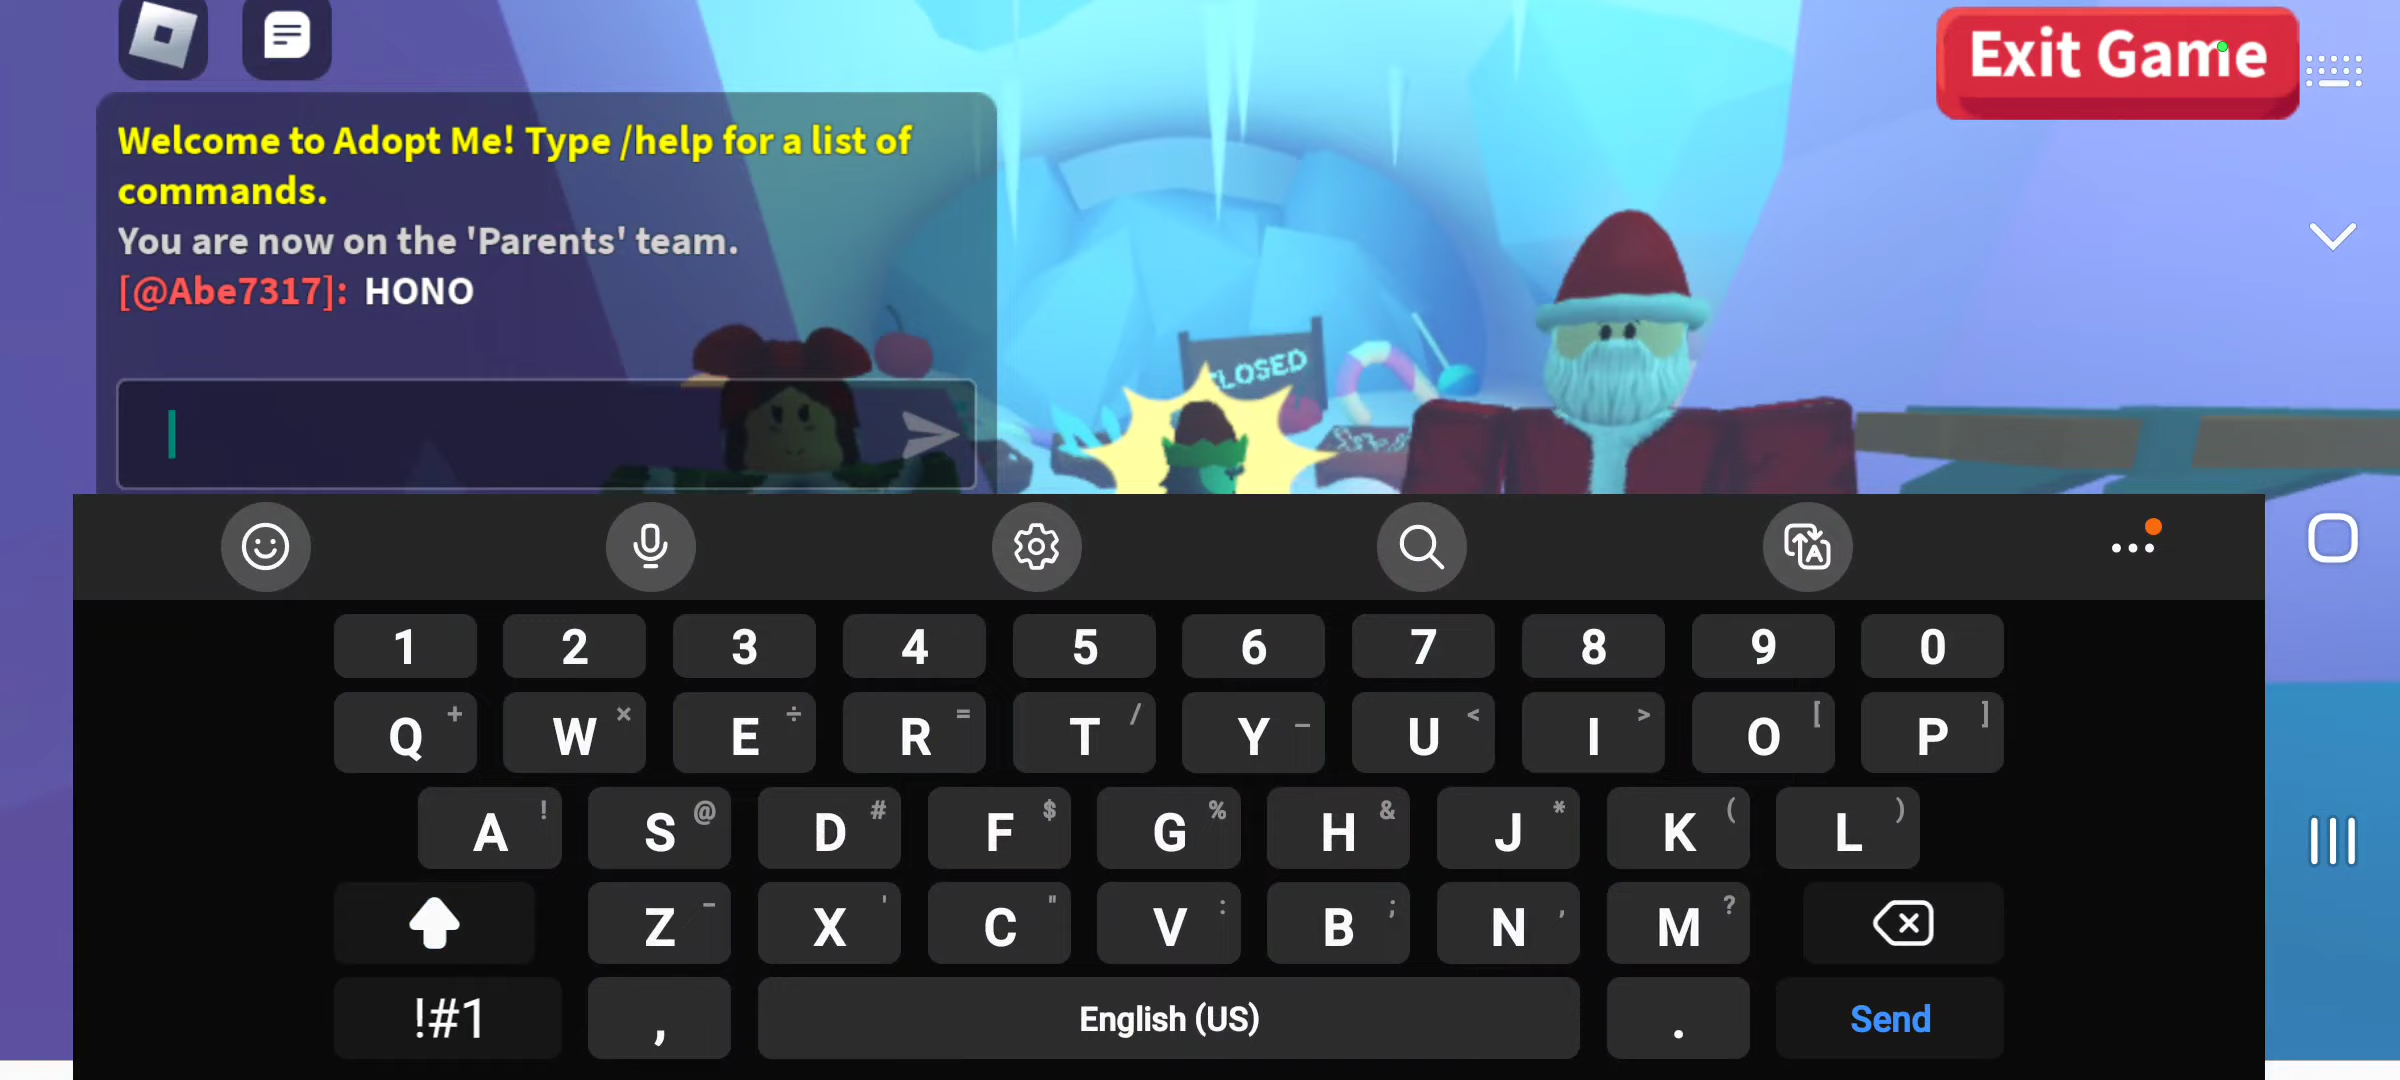 Exit Game
Welcome to Adopt Me! Type /help for a list of
commands.
You are now on the 'Parents' team.
[@Abe7317]: HONO
CLOSED
1 2 3 4 5 6 7 8 9 0
Q + W × E ÷ R = T / Y _ U < I > O [ P ]
A ! S @ D # F $ G % H & J * K ( L )
Z - X ' C " V : B ; N , M ?
!#1 , English (US) . Send